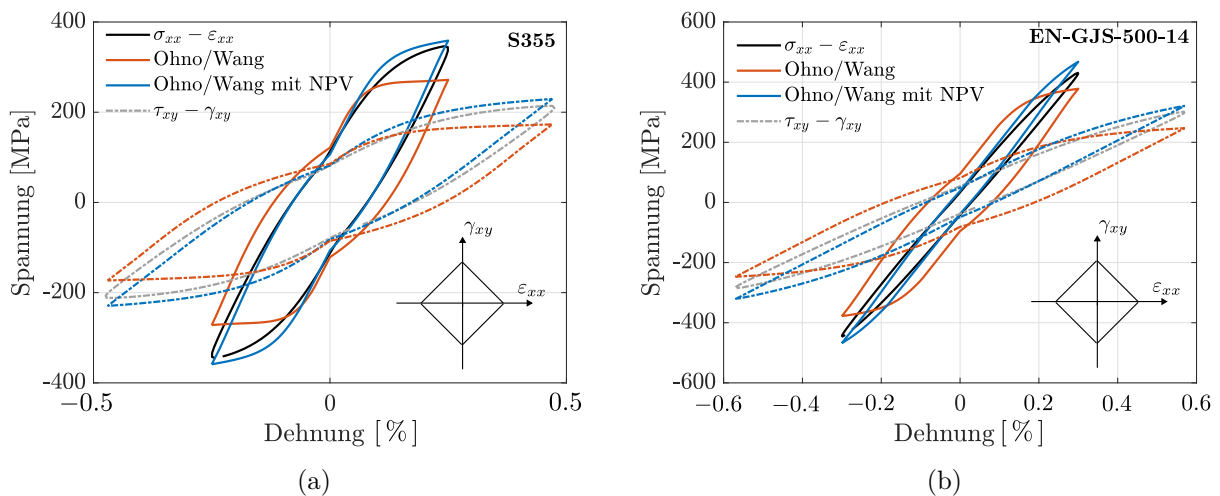 400
200
0
-200
-400
Spannung [MPa]
S355
σxx − εxx
Ohno/Wang
Ohno/Wang mit NPV
τxy − γxy
γxy
εxx
−0.5
0
0.5
Dehnung [ % ]
(a)
600
400
200
0
-200
-400
-600
Spannung [MPa]
EN-GJS-500-14
σxx − εxx
Ohno/Wang
Ohno/Wang mit NPV
τxy − γxy
γxy
εxx
−0.6
−0.4
−0.2
0
0.2
0.4
0.6
Dehnung [ % ]
(b)